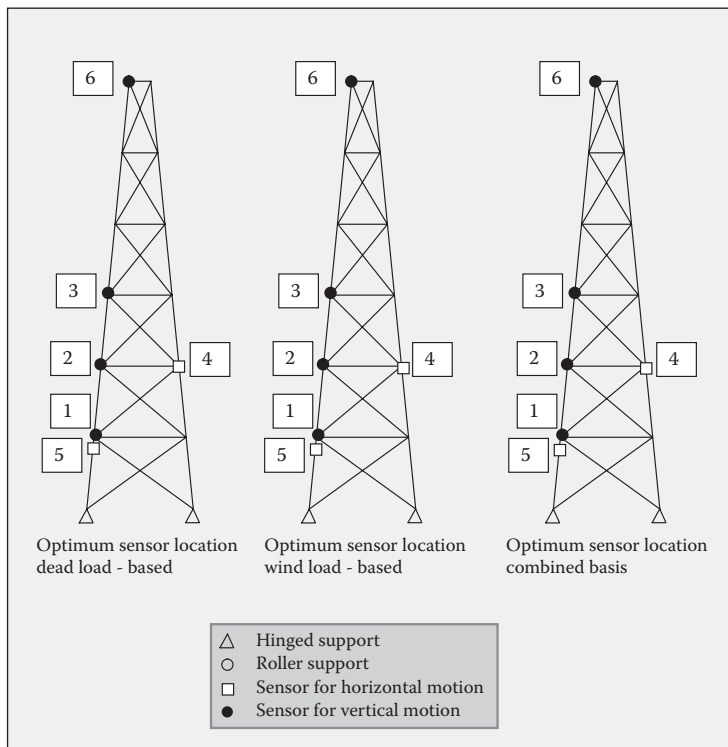 6
6
6
3
3
3
2
4
2
4
2
4
1
1
1
5
5
5
Optimum sensor location
dead load - based
Optimum sensor location
wind load - based
Optimum sensor location
combined basis
Hinged support
Roller support
Sensor for horizontal motion
Sensor for vertical motion